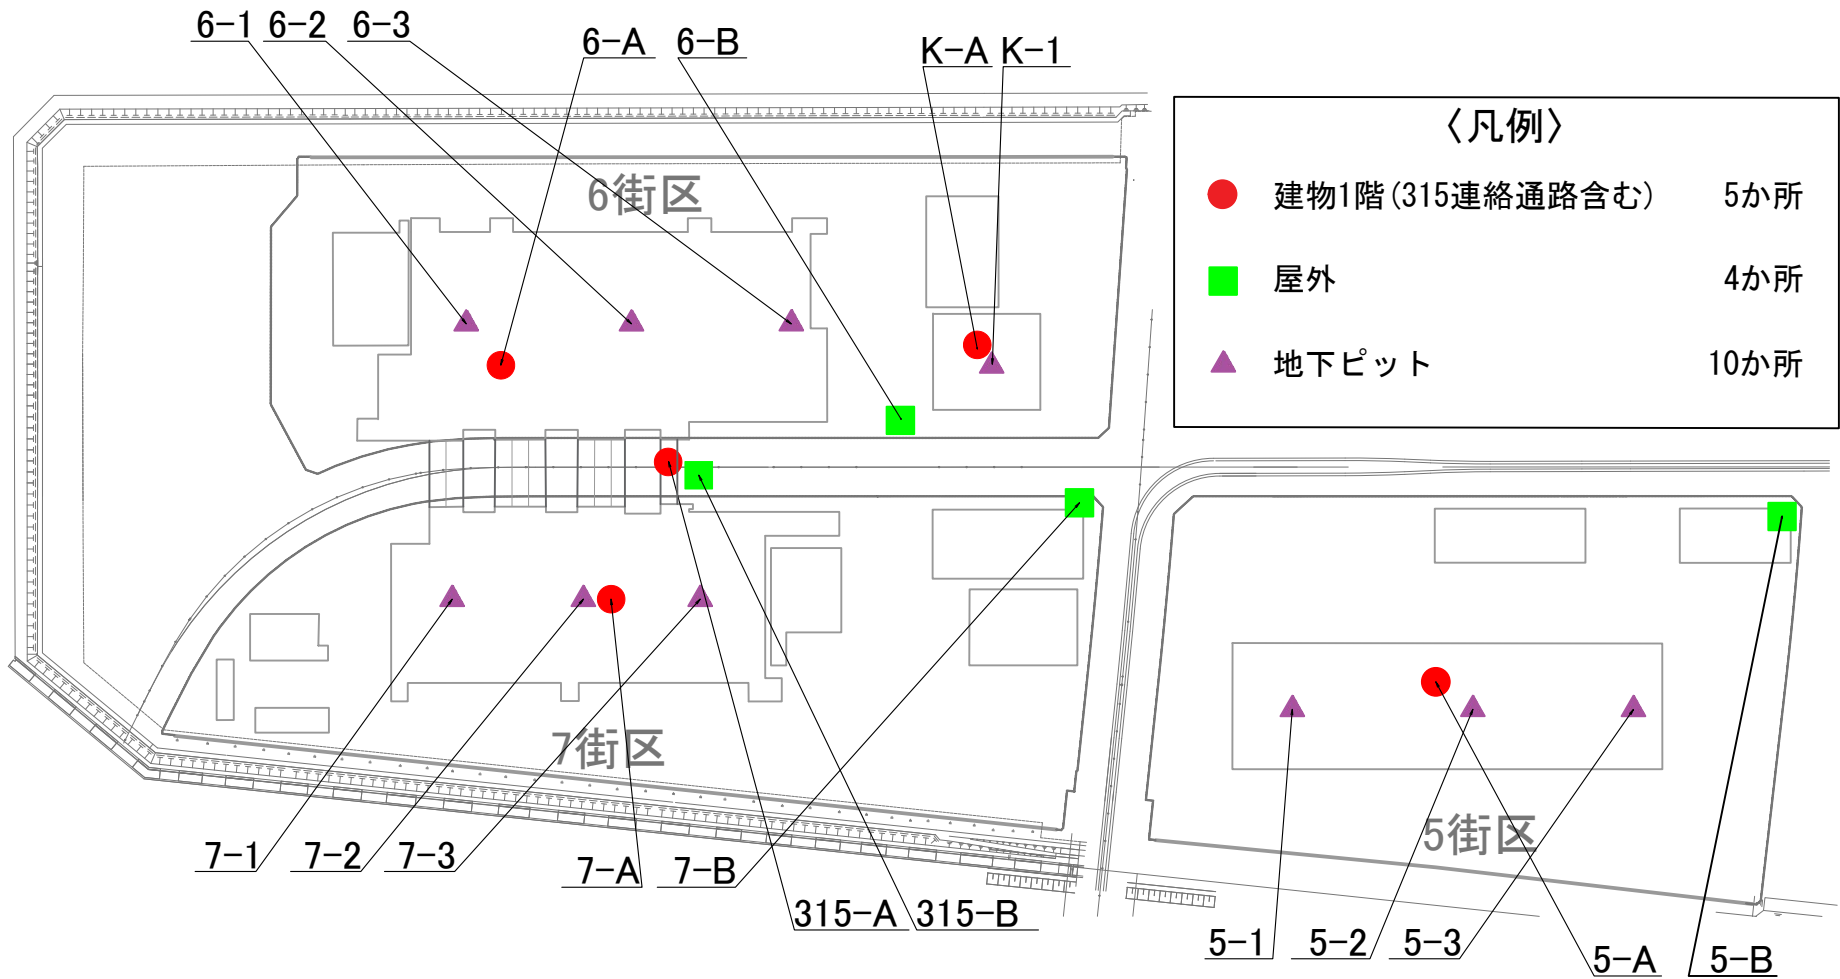 6-1 6-2 6-3
6-A 6-B
K-A K-1
〈凡例〉
建物1階(315連絡通路含む) 5か所
屋外 4か所
地下ピット 10か所
6街区
7街区
5街区
7-1 7-2 7-3
7-A 7-B
315-A 315-B
5-1 5-2 5-3
5-A 5-B